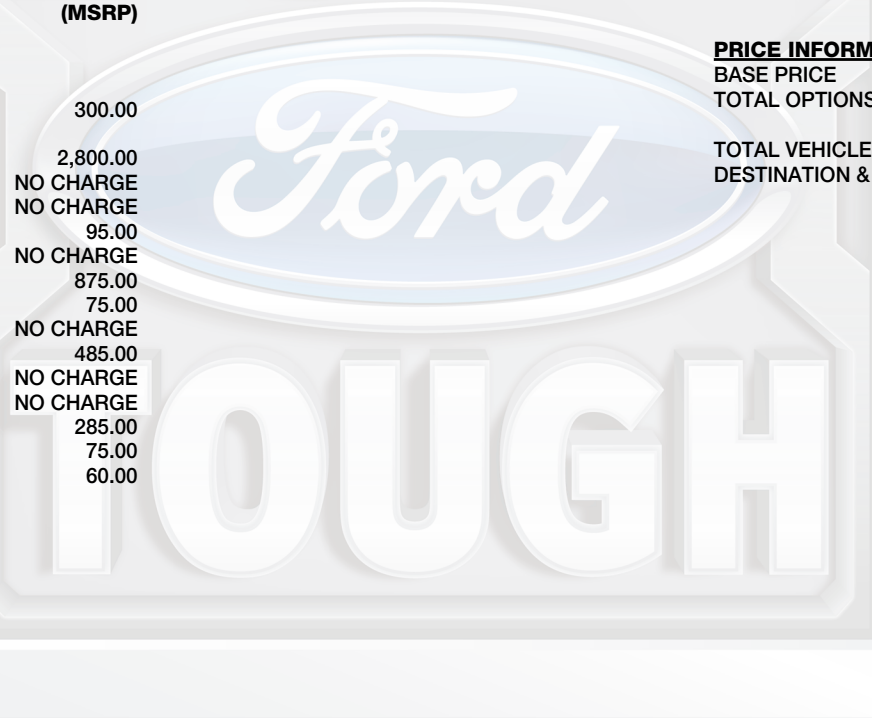 (MSRP)
300.00
2,800.00
NO CHARGE
NO CHARGE
95.00
NO CHARGE
875.00
75.00
NO CHARGE
485.00
NO CHARGE
NO CHARGE
285.00
75.00
60.00
PRICE INFORM
BASE PRICE
TOTAL OPTIONS
TOTAL VEHICLE
DESTINATION &
Ford
TOUGH